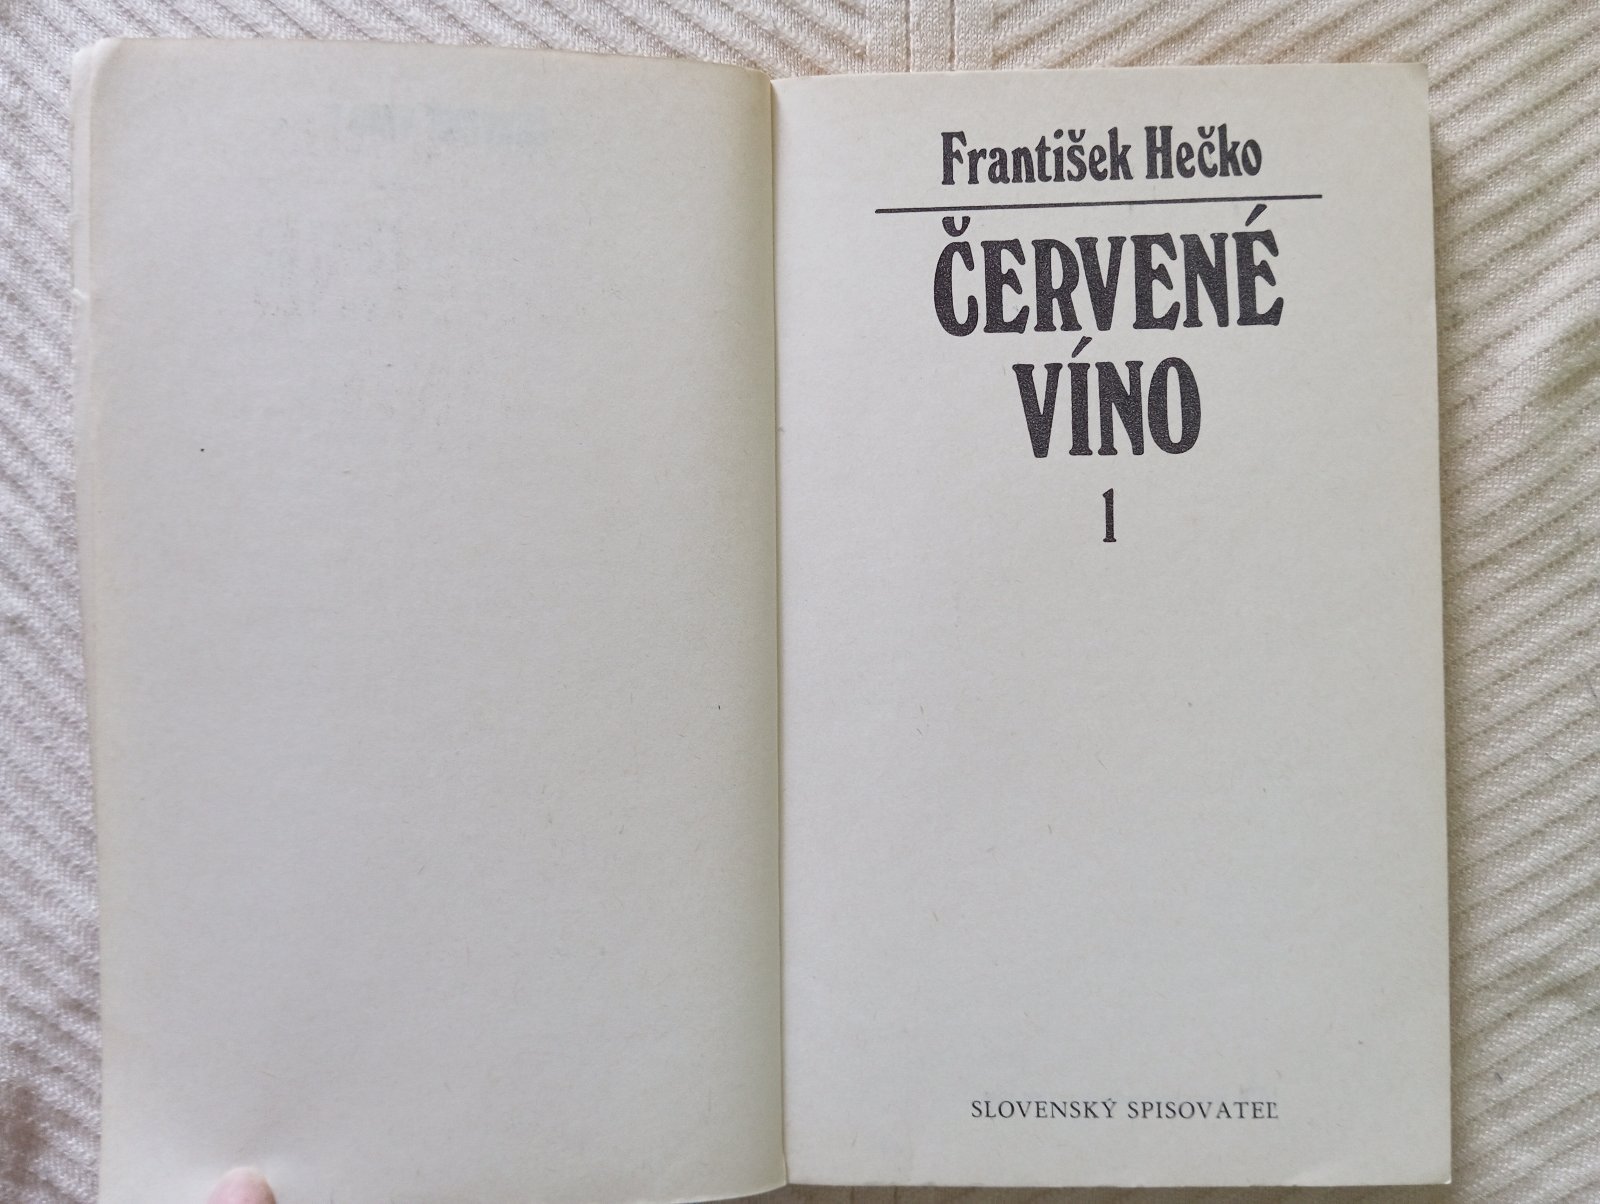 František Hečko
ČERVENÉ
VÍNO
1
SLOVENSKÝ SPISOVATEĽ